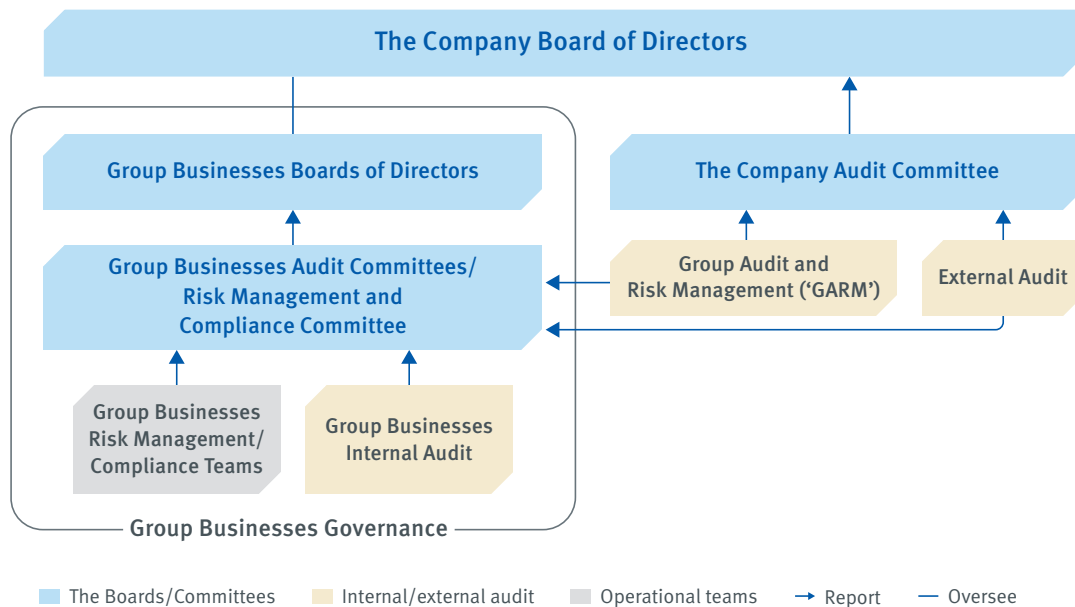 The Company Board of Directors
Group Businesses Boards of Directors
The Company Audit Committee
Group Businesses Audit Committees/
Risk Management and
Compliance Committee
Group Audit and
Risk Management (‘GARM’)
External Audit
Group Businesses
Risk Management/
Compliance Teams
Group Businesses
Internal Audit
Group Businesses Governance
The Boards/Committees
Internal/external audit
Operational teams
Report
Oversee